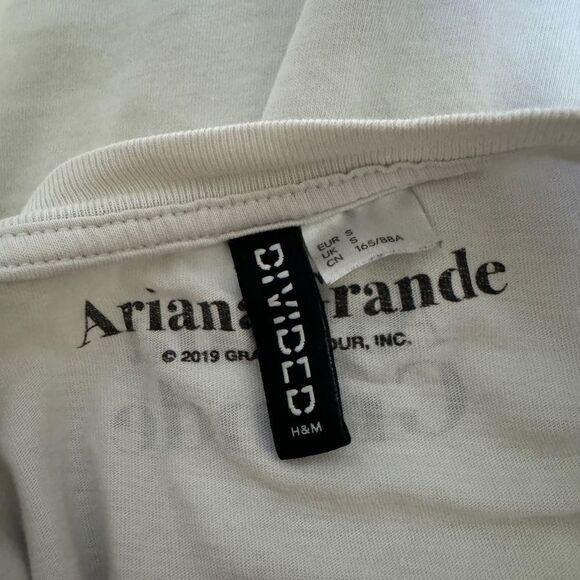 EUR S
UK S
CN 165/88A
DIVIDED
H&M
Ariana Grande
© 2019 GRA OUR, INC.